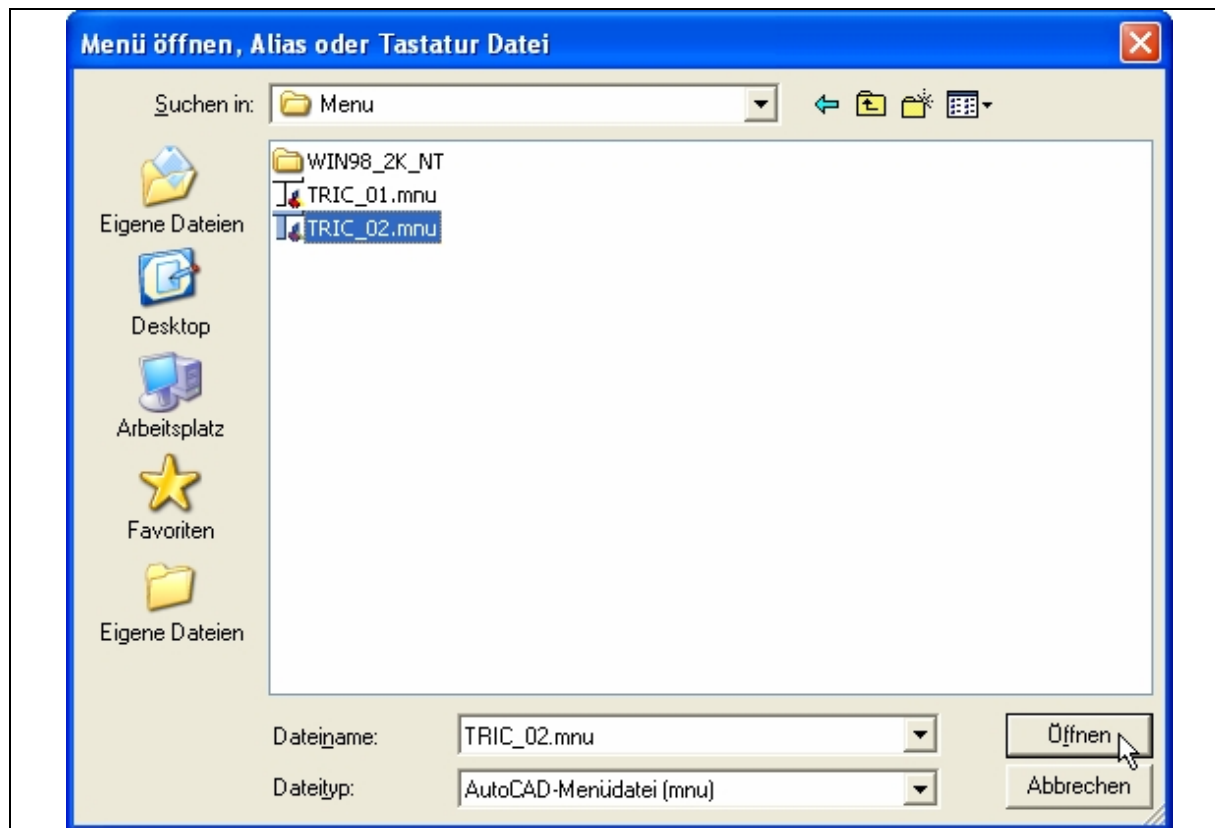 Menü öffnen, Alias oder Tastatur Datei
Suchen in: Menu
WIN98_2K_NT
TRIC_01.mnu
TRIC_02.mnu
Eigene Dateien
Desktop
Arbeitsplatz
Favoriten
Eigene Dateien
Dateiname: TRIC_02.mnu Öffnen
Dateityp: AutoCAD-Menüdatei (mnu) Abbrechen